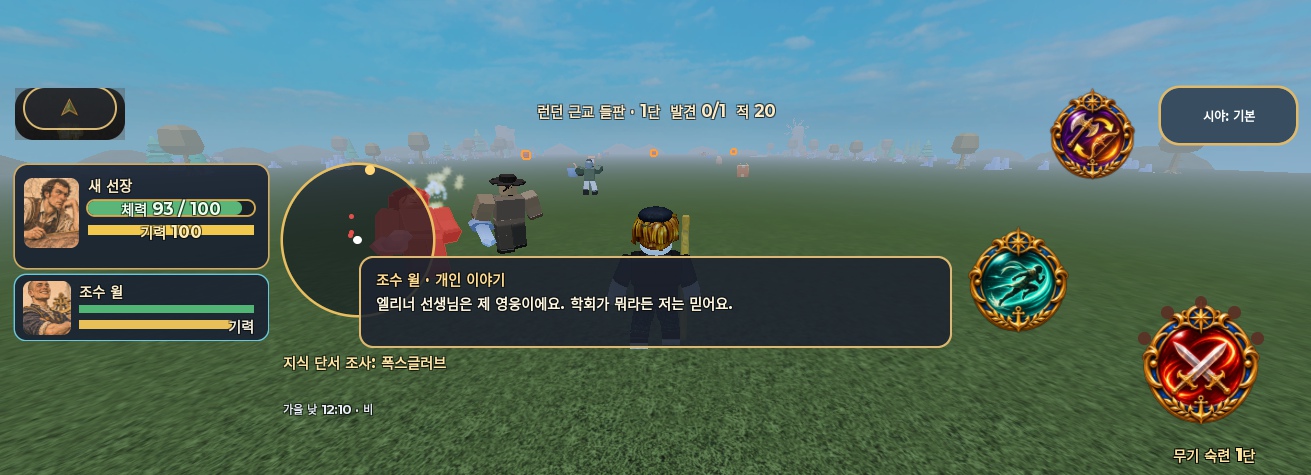 런던 근교 들판 · 1단 발견 0/1 적 20
시야: 기본
새 선장
체력 93 / 100
기력 100
조수 윌
기력
조수 윌 · 개인 이야기
엘리너 선생님은 제 영웅이에요. 학회가 뭐라든 저는 믿어요.
지식 단서 조사: 폭스글러브
가을 낮 12:10 · 비
무기 숙련 1단